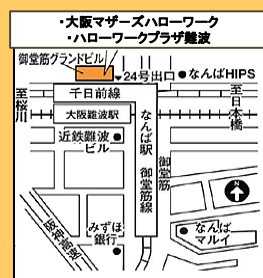 ・大阪マザーズハローワーク
・ハローワークプラザ難波
御堂筋グランドビル
24号出口
なんばHIPS
至桜川
千日前線
至日本橋
大阪難波駅
近鉄難波
ビル
なんば駅
御堂筋線
御堂筋
阪神高速
みずほ
銀行
なんば
マルイ